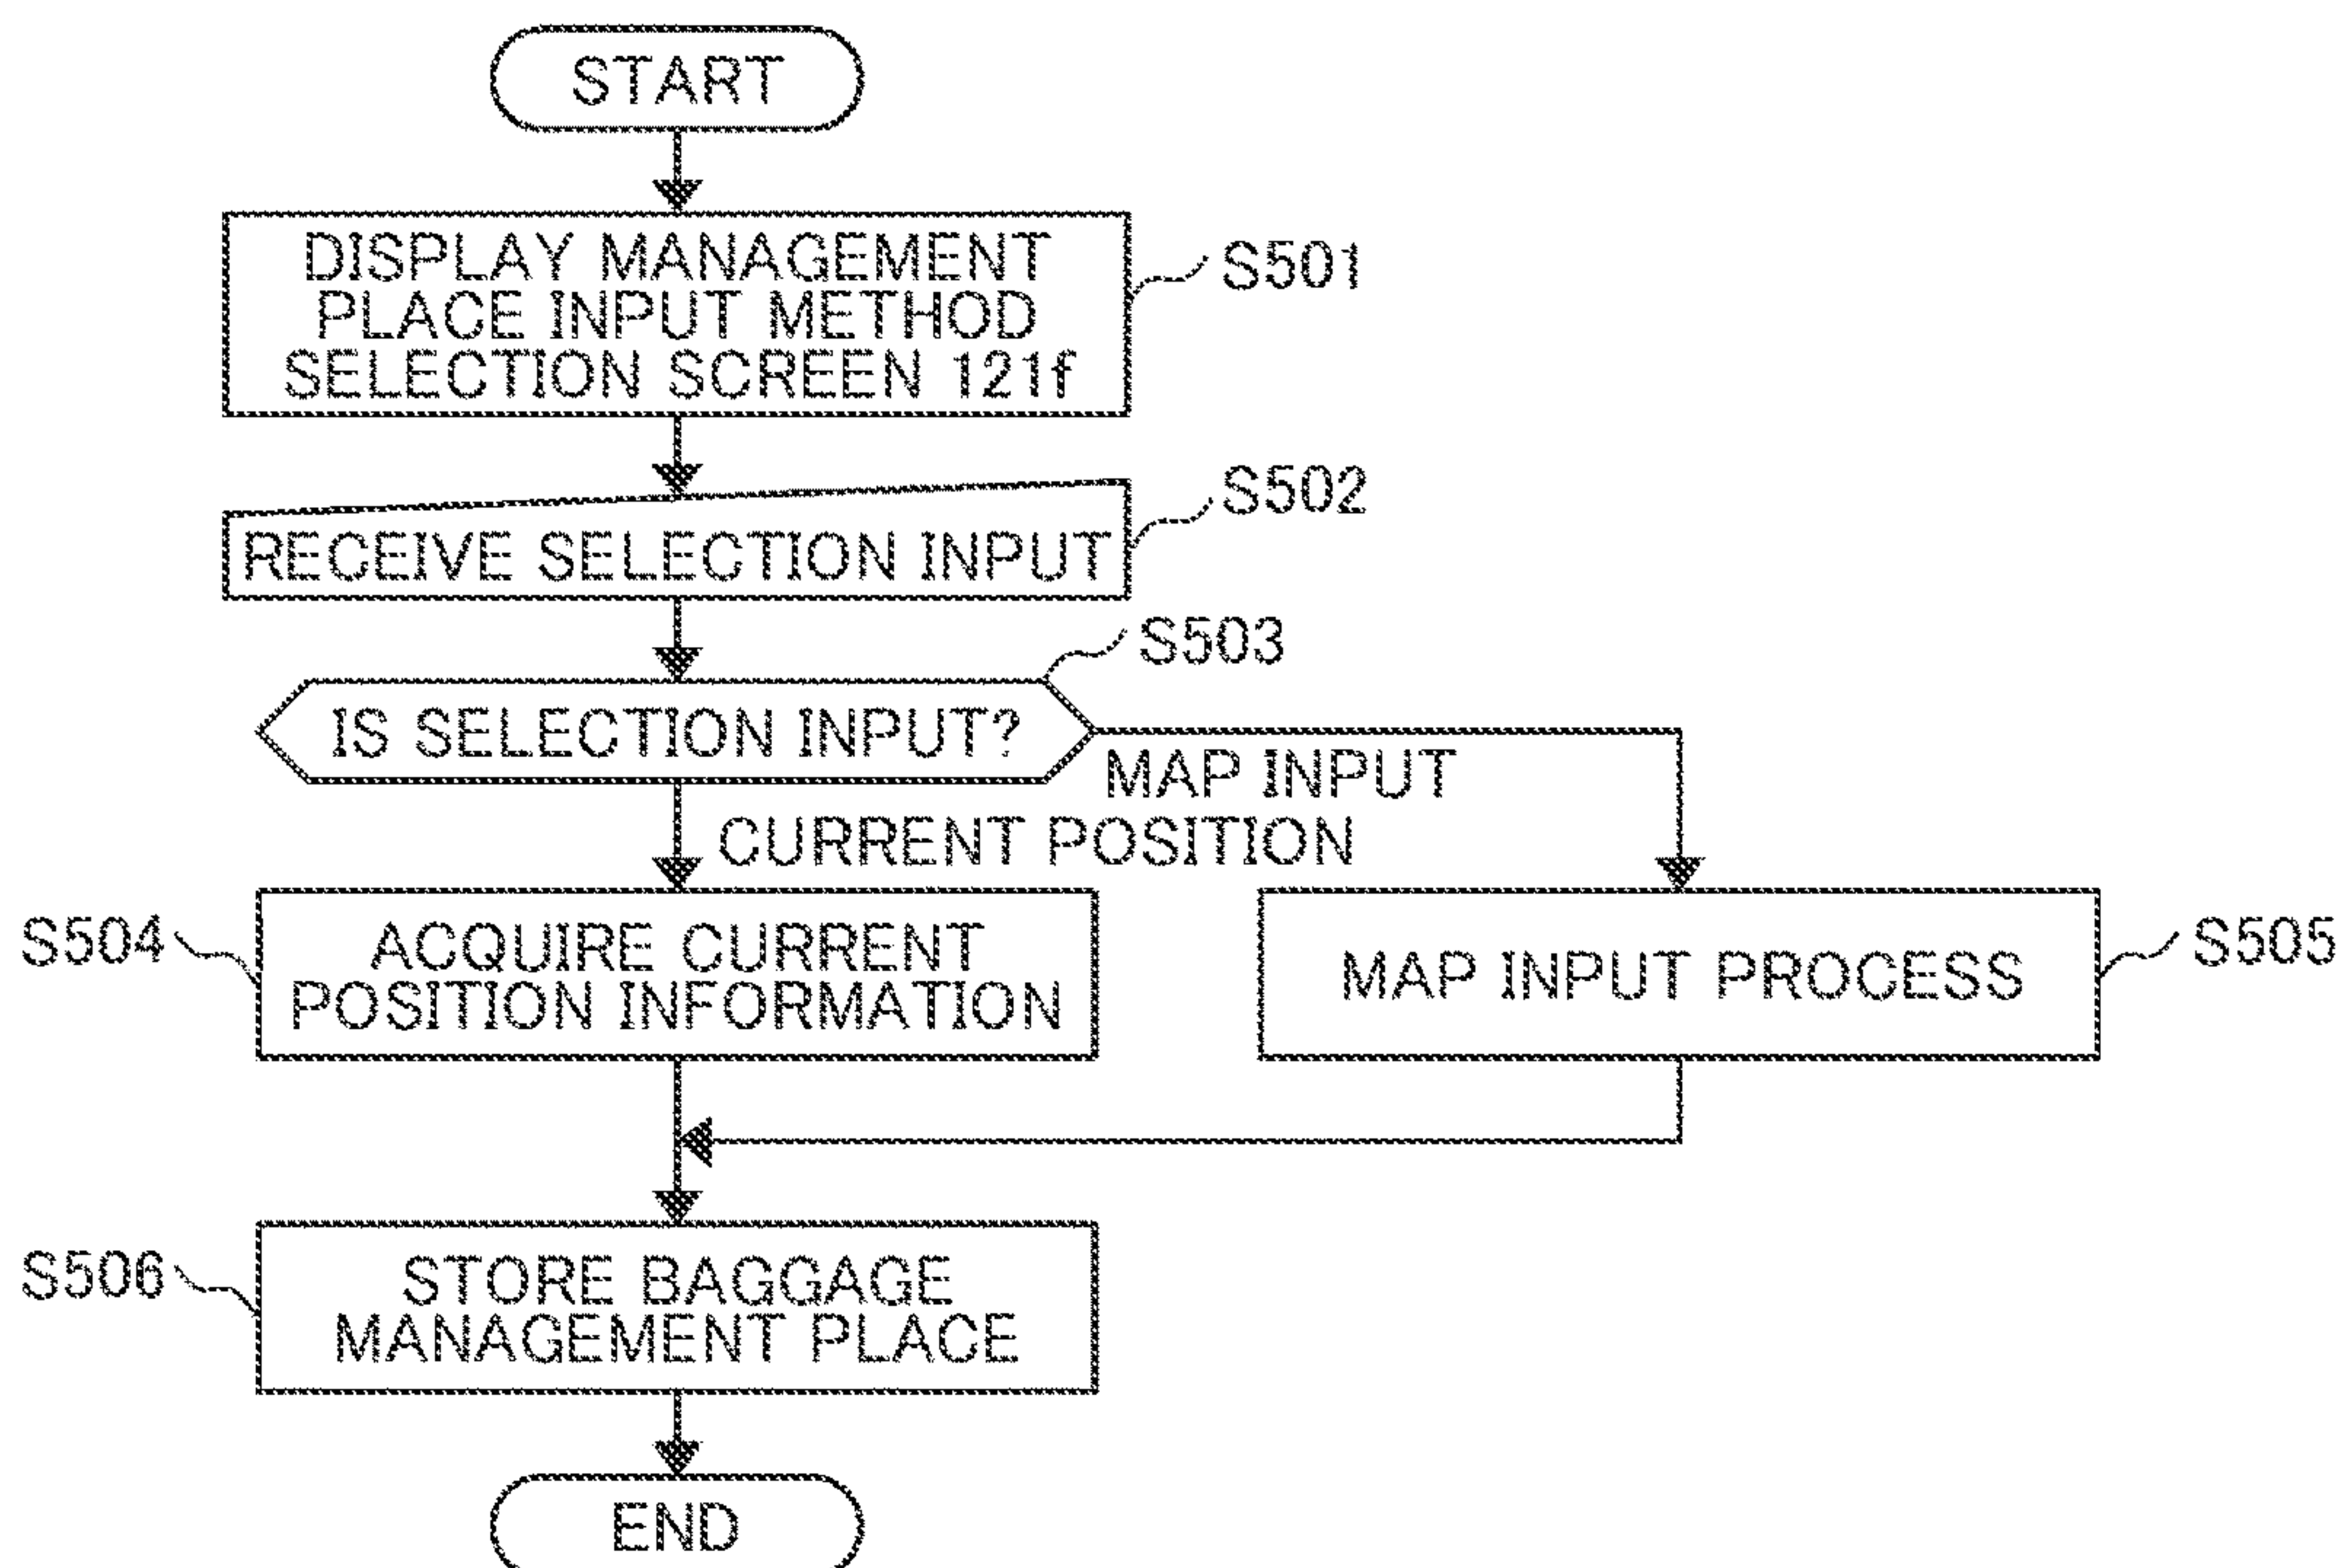 START
DISPLAY MANAGEMENT
PLACE INPUT METHOD
SELECTION SCREEN 121f
S501
RECEIVE SELECTION INPUT
S502
IS SELECTION INPUT?
S503
MAP INPUT
CURRENT POSITION
S504
ACQUIRE CURRENT
POSITION INFORMATION
MAP INPUT PROCESS
S505
S506
STORE BAGGAGE
MANAGEMENT PLACE
END